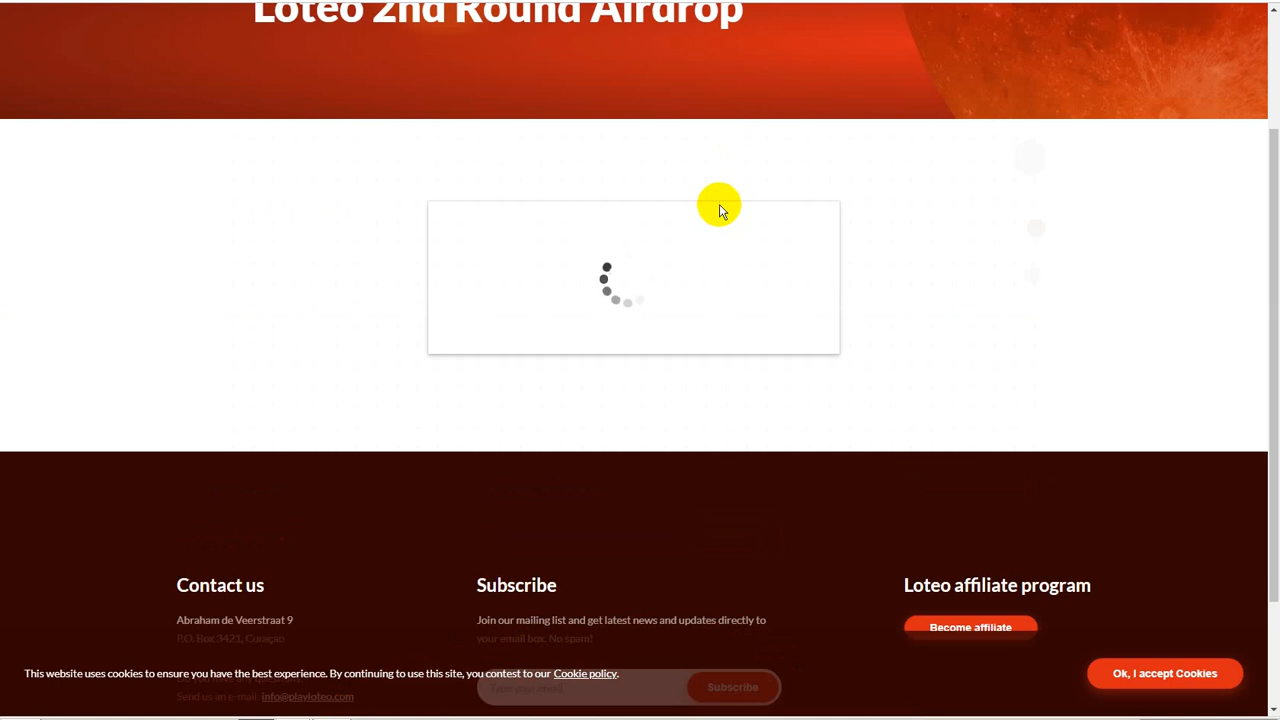 Loteo 2nd Round Airdrop
Contact us
Abraham de Veerstraat 9
P.O. Box 3421, Curaçao
Send us an e-mail. info@playloteo.com
Subscribe
Join our mailing list and get latest news and updates directly to
your email box. No spam!
Type your email
Subscribe
Loteo affiliate program
Become affiliate
This website uses cookies to ensure you have the best experience. By continuing to use this site, you contest to our Cookie policy.
Ok, I accept Cookies